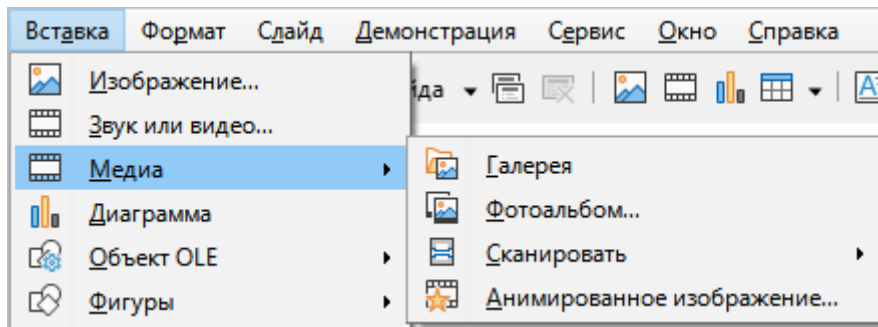 Вставка Формат Слайд Демонстрация Сервис Окно Справка
Изображение...
Звук или видео...
Медиа
Диаграмма
Объект OLE
Фигуры
Галерея
Фотоальбом...
Сканировать
Анимированное изображение...